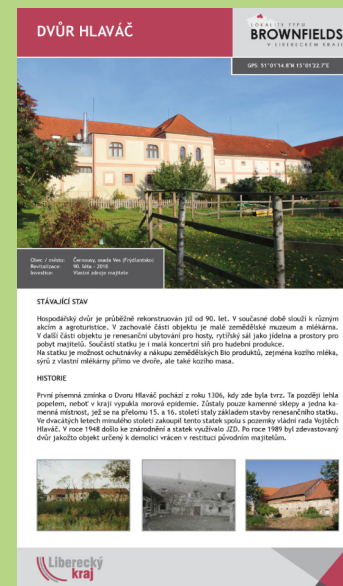 DVŮR HLAVÁČ
LOKALITY TYPU
BROWNFIELDS
V LIBERECKÉM KRAJI
GPS: 51°01'14.8"N 15°01'22.7"E
Obec / město: Černousy, osada Ves (Frýdlantsko)
Revitalizace: 90. léta - 2018
Investice: Vlastní zdroje majitele
STÁVAJÍCÍ STAV
Hospodářský dvůr je průběžně rekonstruován již od 90. let. V současné době slouží k různým
akcím a agroturistice. V zachovalé části objektu je malé zemědělské muzeum a mlékárna.
V další části objektu je renesanční ubytování pro hosty, rytířský sál jako jídelna a prostory pro
pobyt majitelů. Součástí statku je i malá koncertní síň pro hudební produkce.
Na statku je možnost ochutnávky a nákupu zemědělských Bio produktů, zejména kozího mléka,
sýrů z vlastní mlékárny přímo ve dvoře, ale také kozího masa.
HISTORIE
První písemná zmínka o Dvoru Hlaváč pochází z roku 1306, kdy zde byla tvrz. Ta později lehla
popelem, neboť v kraji vypukla morová epidemie. Zůstaly pouze kamenné sklepy a jedna ka-
menná místnost, jež se na přelomu 15. a 16. století staly základem stavby renesančního statku.
Ve dvacátých letech minulého století zakoupil tento statek spolu s pozemky vládní rada Vojtěch
Hlaváč. V roce 1948 došlo ke znárodnění a statek využívalo JZD. Po roce 1989 byl zdevastovaný
dvůr jakožto objekt určený k demolici vrácen v restituci původním majitelům.
Liberecký
kraj